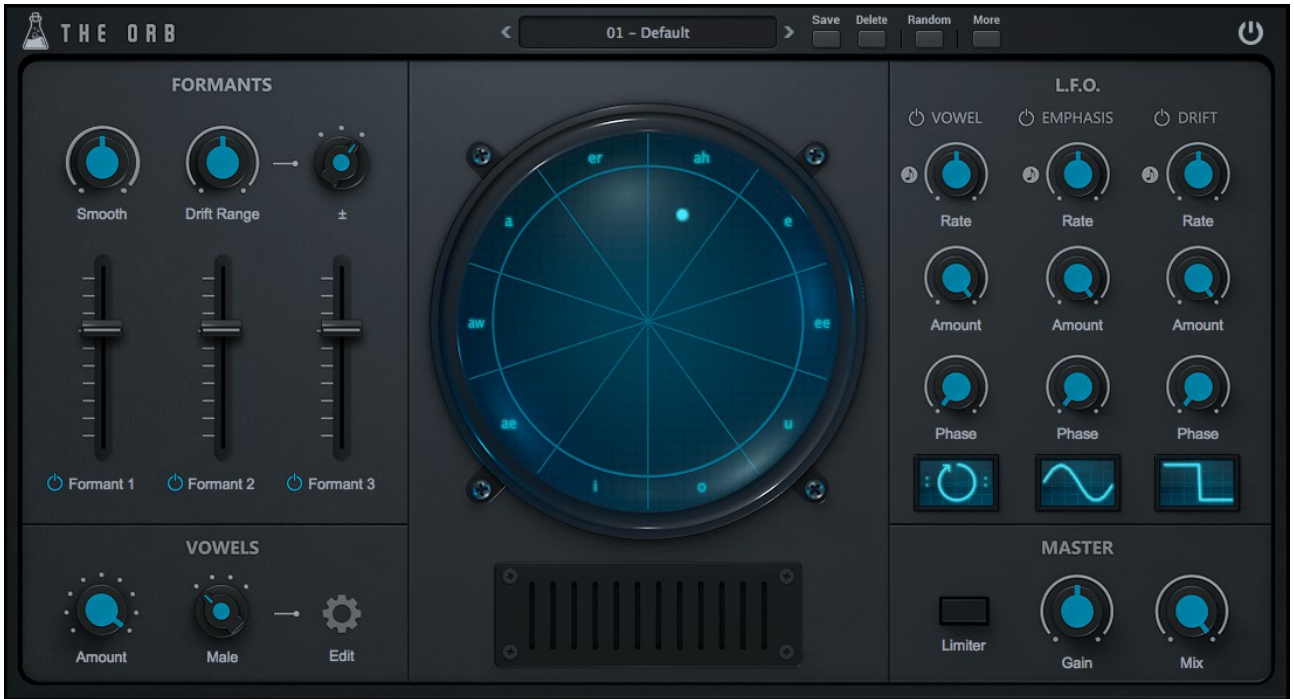 THE ORB
01 – Default
Save Delete Random More
FORMANTS
Smooth Drift Range ±
Formant 1 Formant 2 Formant 3
VOWELS
Amount Male Edit
er ah
a e
aw ee
ae u
i o
L.F.O.
VOWEL EMPHASIS DRIFT
Rate Rate Rate
Amount Amount Amount
Phase Phase Phase
MASTER
Limiter Gain Mix